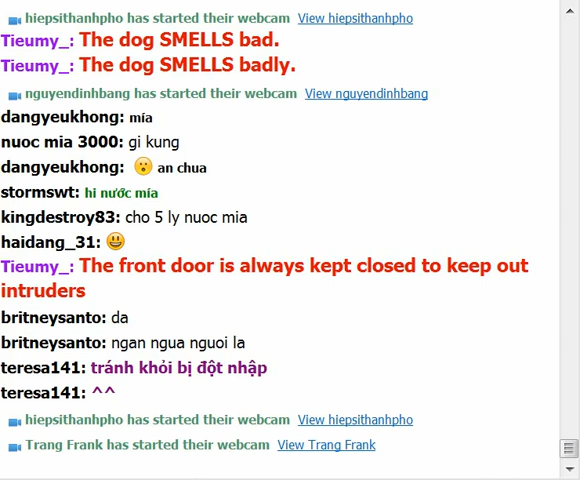 hiepsithanhpho has started their webcam View hiepsithanhpho
Tieumy_: The dog SMELLS bad.
Tieumy_: The dog SMELLS badly.
nguyendinhbang has started their webcam View nguyendinhbang
dangyeukhong: mía
nuoc mia 3000: gi kung
dangyeukhong: an chua
stormswt: hi nước mía
kingdestroy83: cho 5 ly nuoc mia
haidang_31:
Tieumy_: The front door is always kept closed to keep out
intruders
britneysanto: da
britneysanto: ngan ngua nguoi la
teresa141: tránh khỏi bị đột nhập
teresa141: ^^
hiepsithanhpho has started their webcam View hiepsithanhpho
Trang Frank has started their webcam View Trang Frank